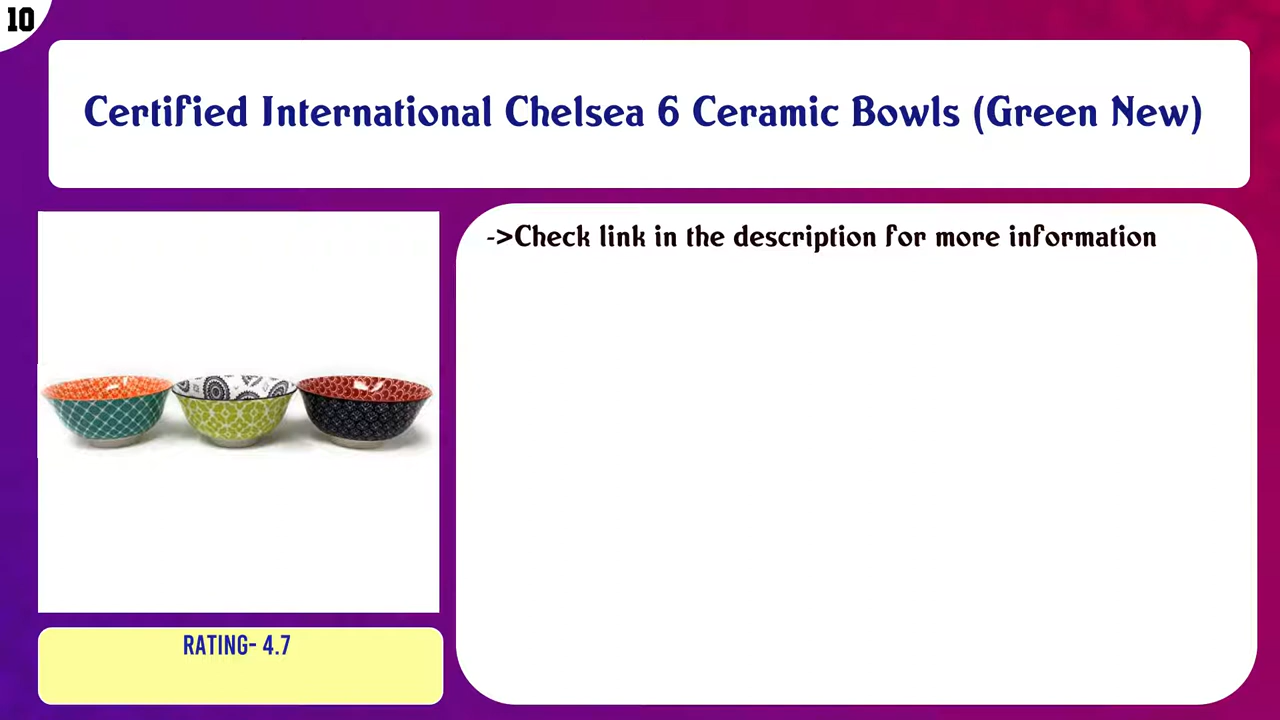 10
Certified International Chelsea 6 Ceramic Bowls (Green New)
->Check link in the description for more information
RATING- 4.7